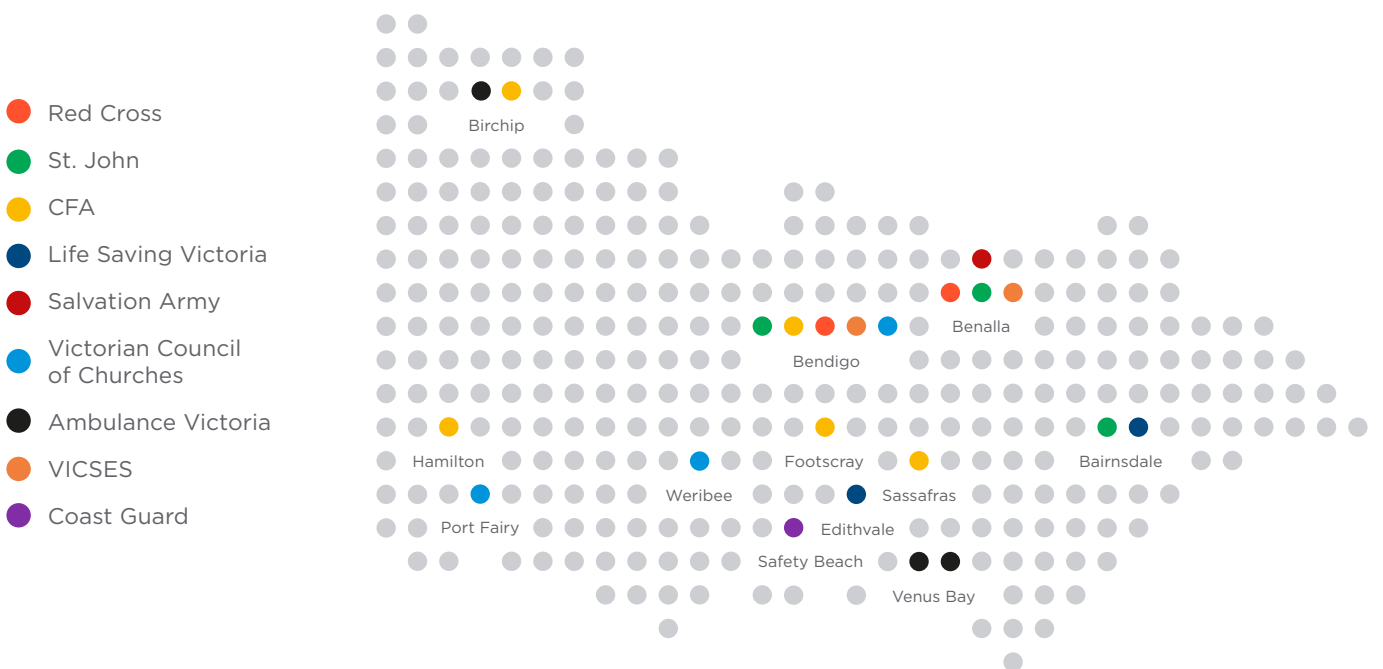 Red Cross
St. John
CFA
Life Saving Victoria
Salvation Army
Victorian Council
of Churches
Ambulance Victoria
VICSES
Coast Guard
Birchip
Benalla
Bendigo
Hamilton
Footscray
Bairnsdale
Weribee
Sassafras
Port Fairy
Edithvale
Safety Beach
Venus Bay